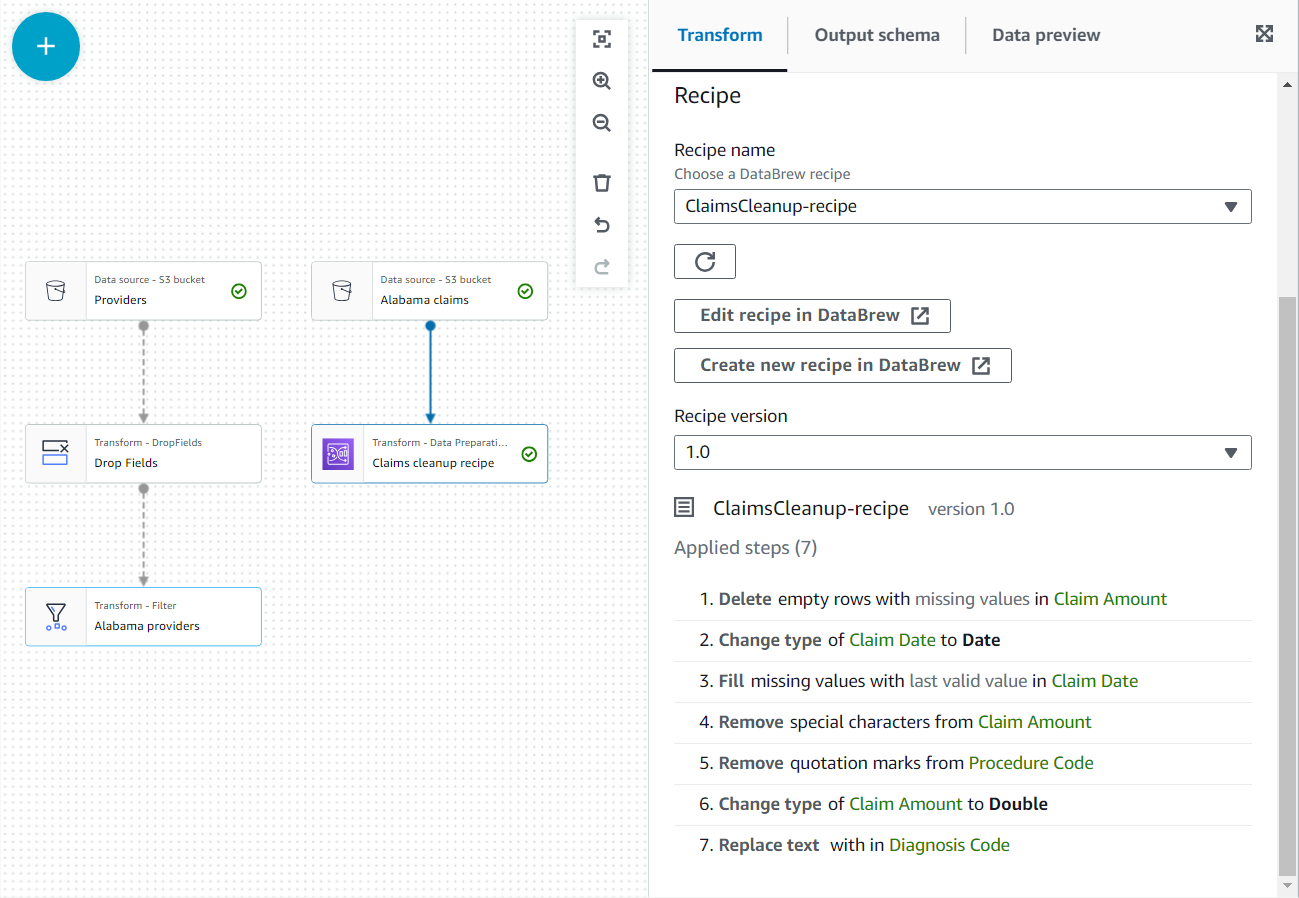 +
Data source - S3 bucket
Providers
Data source - S3 bucket
Alabama claims
Transform - DropFields
Drop Fields
Transform - Data Preparati...
Claims cleanup recipe
Transform - Filter
Alabama providers
Transform
Output schema
Data preview
Recipe
Recipe name
Choose a DataBrew recipe
ClaimsCleanup-recipe
Edit recipe in DataBrew
Create new recipe in DataBrew
Recipe version
1.0
ClaimsCleanup-recipe version 1.0
Applied steps (7)
1. Delete empty rows with missing values in Claim Amount
2. Change type of Claim Date to Date
3. Fill missing values with last valid value in Claim Date
4. Remove special characters from Claim Amount
5. Remove quotation marks from Procedure Code
6. Change type of Claim Amount to Double
7. Replace text with in Diagnosis Code